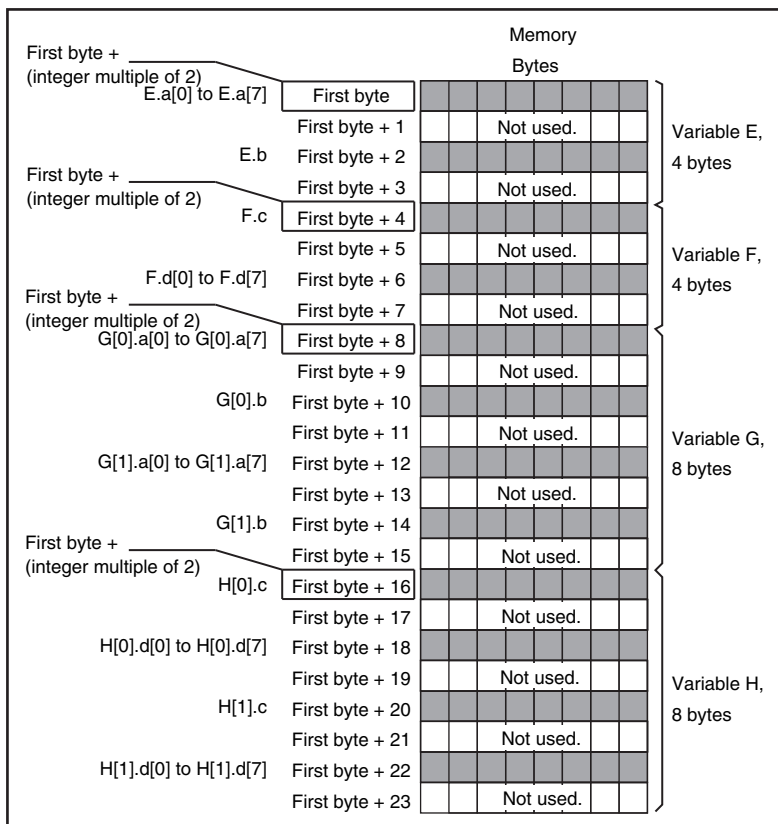 Memory
Bytes
First byte +
(integer multiple of 2)
E.a[0] to E.a[7] First byte
First byte + 1 Not used.
E.b First byte + 2
First byte + 3 Not used.
Variable E,
4 bytes
First byte +
(integer multiple of 2)
F.c First byte + 4
First byte + 5 Not used.
F.d[0] to F.d[7] First byte + 6
First byte + 7 Not used.
Variable F,
4 bytes
First byte +
(integer multiple of 2)
G[0].a[0] to G[0].a[7] First byte + 8
First byte + 9 Not used.
G[0].b First byte + 10
First byte + 11 Not used.
G[1].a[0] to G[1].a[7] First byte + 12
First byte + 13 Not used.
G[1].b First byte + 14
First byte + 15 Not used.
Variable G,
8 bytes
First byte +
(integer multiple of 2)
H[0].c First byte + 16
First byte + 17 Not used.
H[0].d[0] to H[0].d[7] First byte + 18
First byte + 19 Not used.
H[1].c First byte + 20
First byte + 21 Not used.
H[1].d[0] to H[1].d[7] First byte + 22
First byte + 23 Not used.
Variable H,
8 bytes